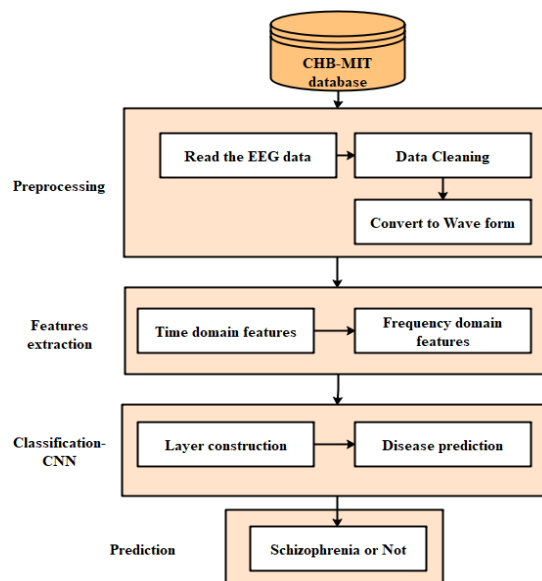 CHB-MIT
database
Preprocessing
Read the EEG data
Data Cleaning
Convert to Wave form
Features
extraction
Time domain features
Frequency domain
features
Classification-
CNN
Layer construction
Disease prediction
Prediction
Schizophrenia or Not